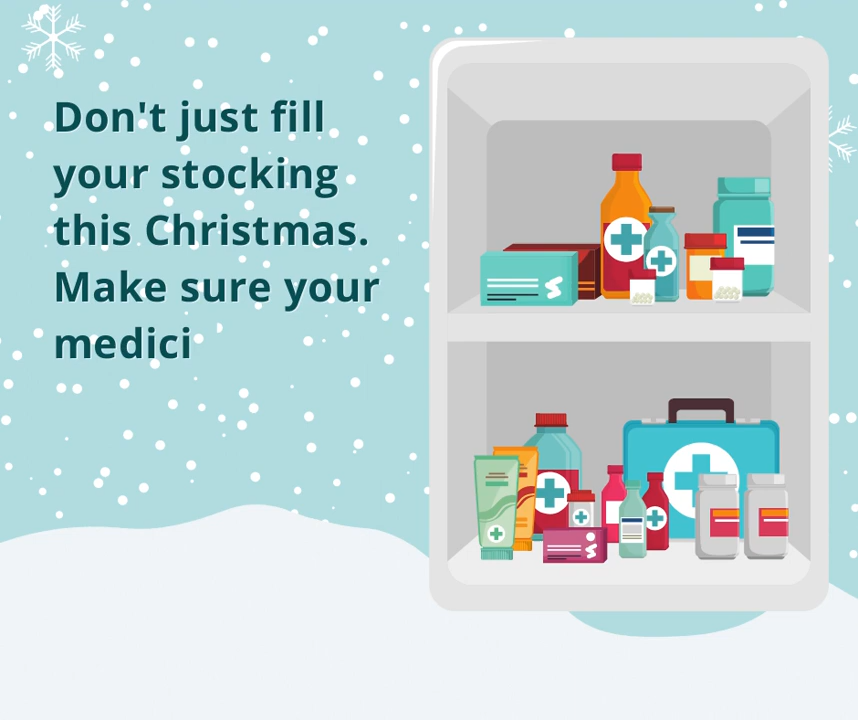 Don't just fill
your stocking
this Christmas.
Make sure your
medici